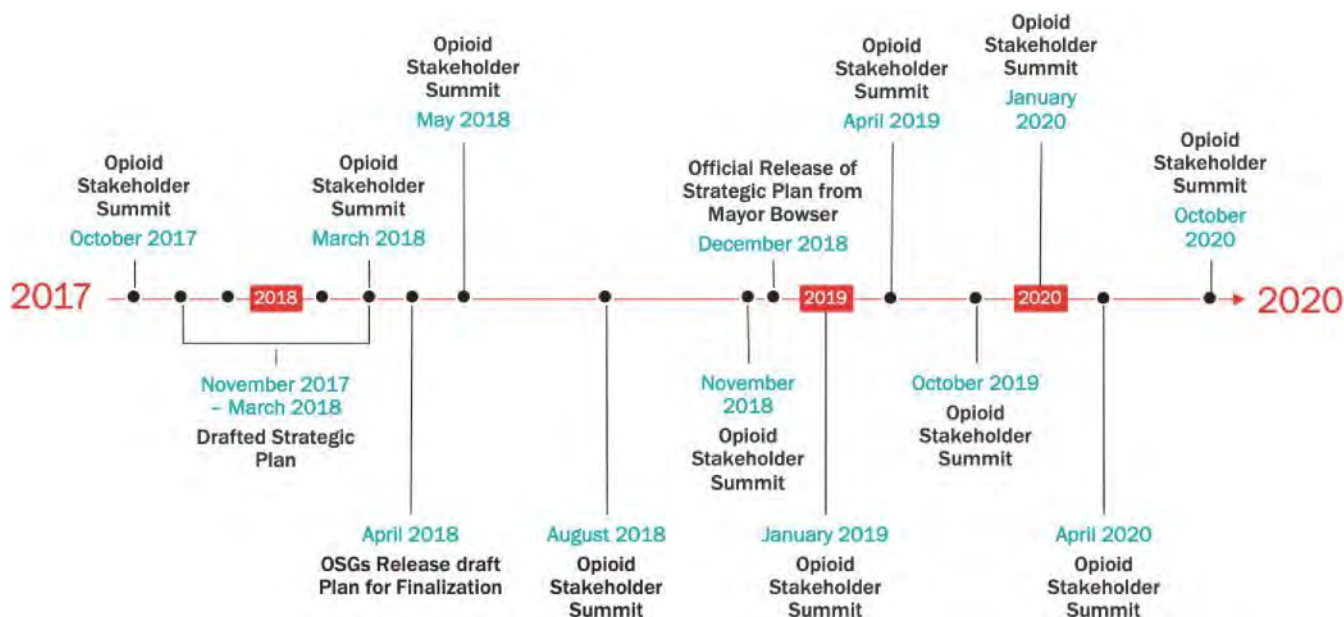 Opioid
Stakeholder
Summit
October 2017
Opioid
Stakeholder
Summit
March 2018
Opioid
Stakeholder
Summit
May 2018
Official Release of
Strategic Plan from
Mayor Bowser
December 2018
Opioid
Stakeholder
Summit
April 2019
Opioid
Stakeholder
Summit
January
2020
Opioid
Stakeholder
Summit
October
2020
2017
2018
2019
2020
2020
November 2017
– March 2018
Drafted Strategic
Plan
April 2018
OSGs Release draft
Plan for Finalization
August 2018
Opioid
Stakeholder
Summit
November
2018
Opioid
Stakeholder
Summit
January 2019
Opioid
Stakeholder
Summit
October 2019
Opioid
Stakeholder
Summit
April 2020
Opioid
Stakeholder
Summit